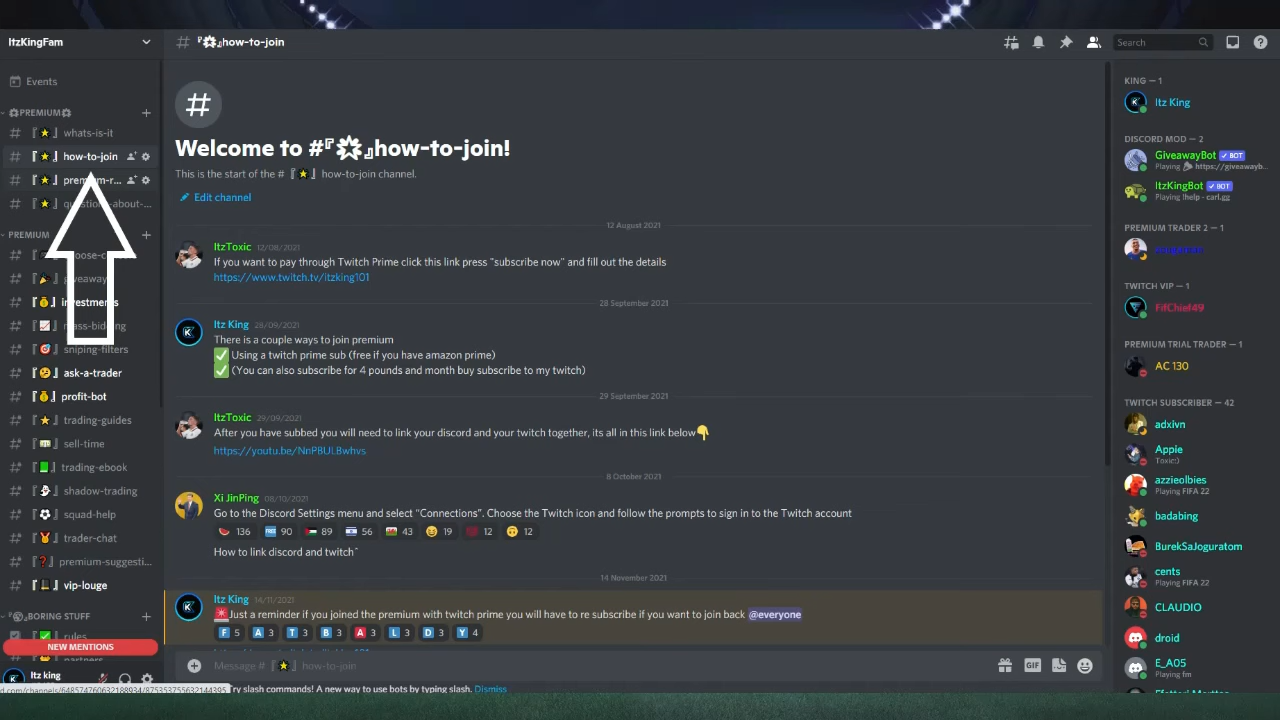 ItzKingFam
『🌟』how-to-join
Search
Events
PREMIUM
whats-is-it
how-to-join
premium-r...
PREMIUM
investments
mass-bidding
sniping-filters
ask-a-trader
profit-bot
trading-guides
sell-time
trading-ebook
shadow-trading
squad-help
trader-chat
premium-suggesti...
vip-louge
BORING STUFF
rules
NEW MENTIONS
Itz king
Welcome to #『🌟』how-to-join!
This is the start of the # 『⭐』 how-to-join channel.
Edit channel
12 August 2021
ItzToxic 12/08/2021
If you want to pay through Twitch Prime click this link press "subscribe now" and fill out the details
https://www.twitch.tv/itzking101
28 September 2021
Itz King 28/09/2021
There is a couple ways to join premium
✅ Using a twitch prime sub (free if you have amazon prime)
✅ (You can also subscribe for 4 pounds and month buy subscribe to my twitch)
29 September 2021
ItzToxic 29/09/2021
After you have subbed you will need to link your discord and your twitch together, its all in this link below👇
8 October 2021
Xi JinPing 08/10/2021
Go to the Discord Settings menu and select "Connections". Choose the Twitch icon and follow the prompts to sign in to the Twitch account
136 FREE 90 89 56 43 19 12 12
How to link discord and twitch^
14 November 2021
Itz King 14/11/2021
🚨Just a reminder if you joined the premium with twitch prime you will have to re subscribe if you want to join back @everyone
F 5 A 3 T 3 B 3 A 3 L 3 D 3 Y 4
Message # 『⭐』 how-to-join
GIF
Try slash commands! A new way to use bots by typing slash. Dismiss
KING — 1
Itz King
DISCORD MOD — 2
GiveawayBot ✓ BOT
Playing 🎉 https://giveawayb...
ItzKingBot ✓ BOT
Playing !help - carl.gg
PREMIUM TRADER 2 — 1
TWITCH VIP — 1
FifChief49
PREMIUM TRIAL TRADER — 1
AC 130
TWITCH SUBSCRIBER — 42
adxivn
Appie
Toxic:)
azzieolbies
Playing FIFA 22
badabing
BurekSaJoguratom
cents
Playing FIFA 22
CLAUDIO
droid
E_A05
Playing fm